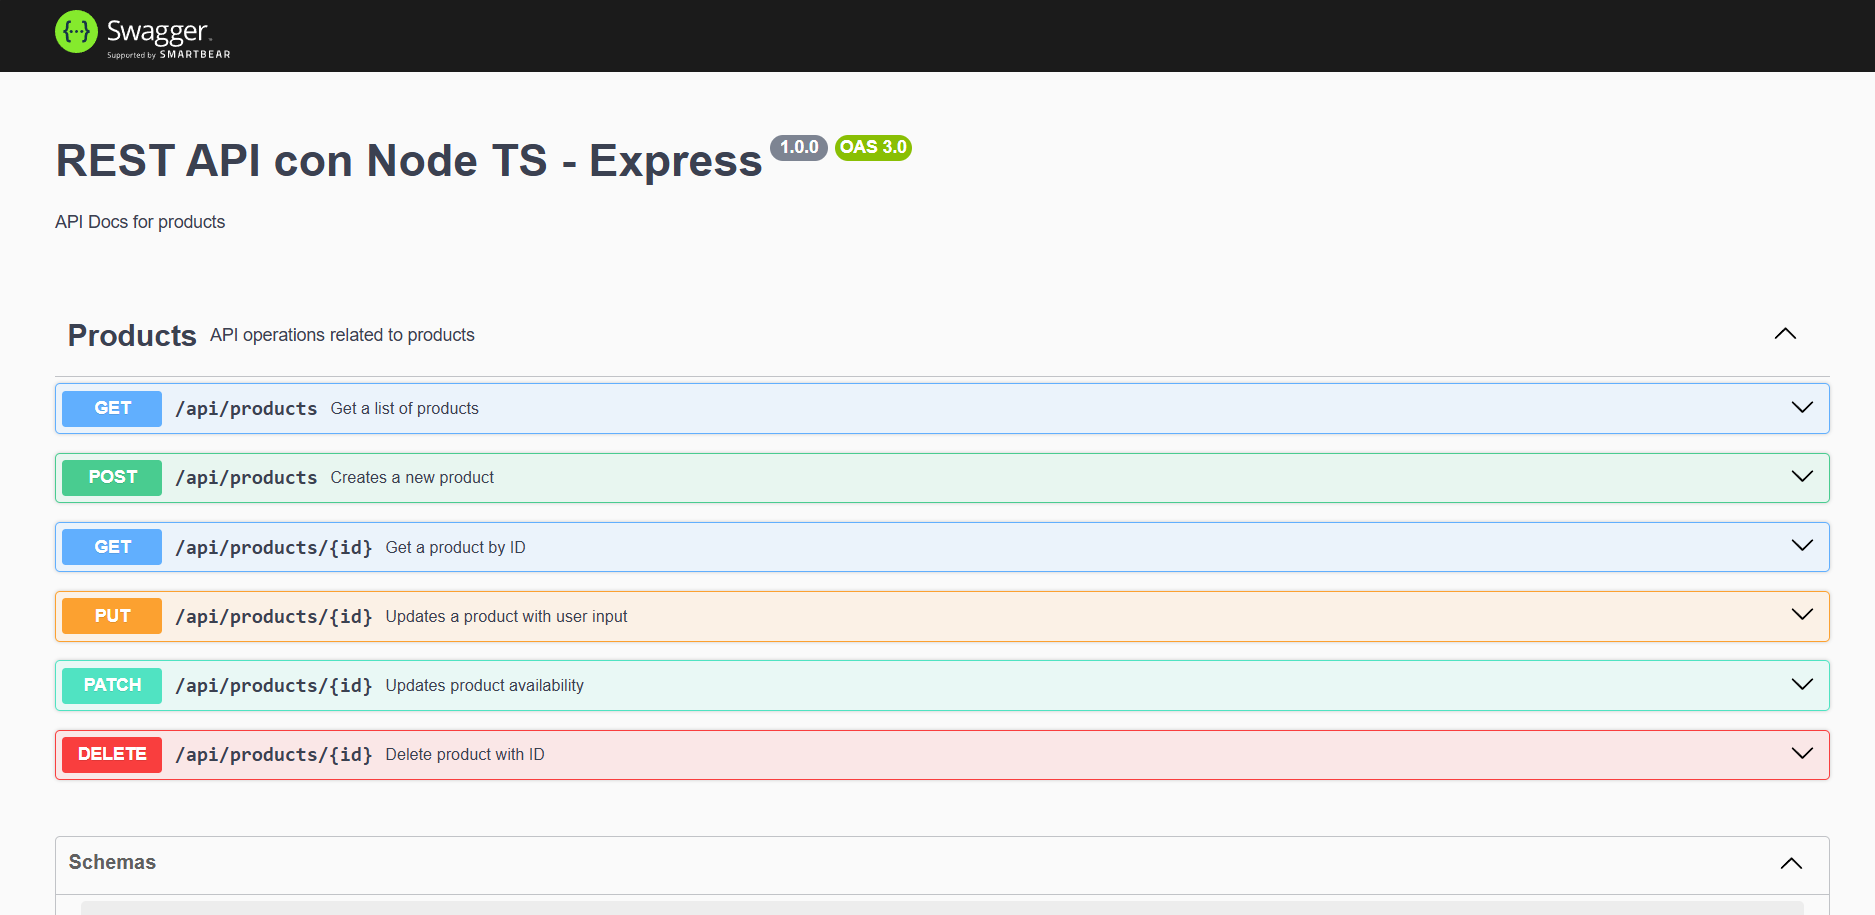 {···} Swagger™
Supported by SMARTBEAR
REST API con Node TS - Express 1.0.0 OAS 3.0
API Docs for products
Products API operations related to products
GET /api/products Get a list of products
POST /api/products Creates a new product
GET /api/products/{id} Get a product by ID
PUT /api/products/{id} Updates a product with user input
PATCH /api/products/{id} Updates product availability
DELETE /api/products/{id} Delete product with ID
Schemas